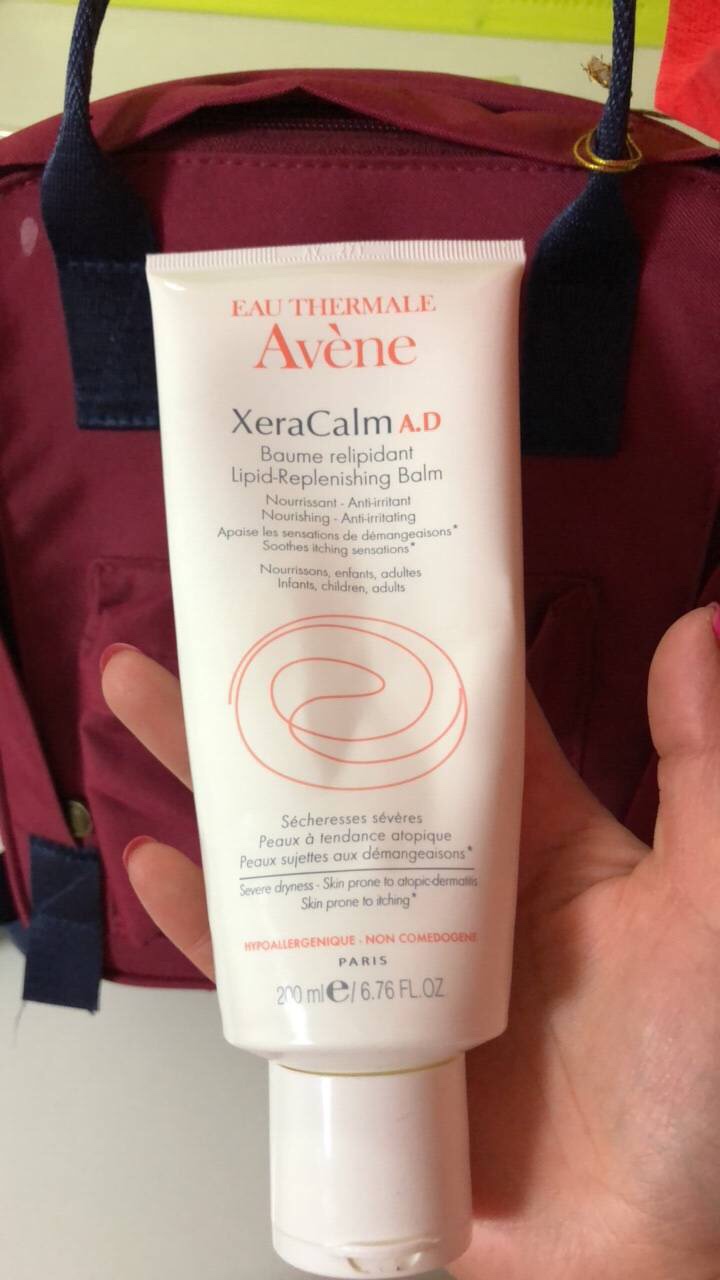 EAU THERMALE
Avène
XeraCalm A.D
Baume relipidant
Lipid-Replenishing Balm
Nourrissant - Anti-irritant
Nourishing - Anti-irritating
Apaise les sensations de démangeaisons*
Soothes itching sensations*
Nourrissons, enfants, adultes
Infants, children, adults
Sécheresses sévères
Peaux à tendance atopique
Peaux sujettes aux démangeaisons*
Severe dryness - Skin prone to atopic-dermatitis
Skin prone to itching*
HYPOALLERGENIQUE - NON COMEDOGENE
PARIS
200 ml e / 6.76 FL.OZ